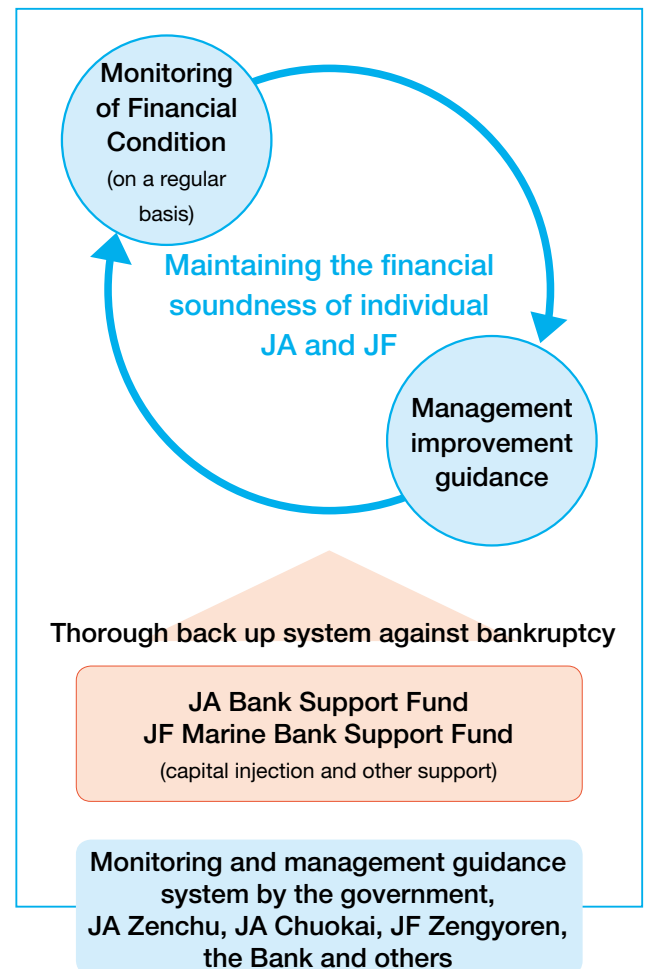 Monitoring
of Financial
Condition
(on a regular
basis)
Maintaining the financial
soundness of individual
JA and JF
Management
improvement
guidance
Thorough back up system against bankruptcy
JA Bank Support Fund
JF Marine Bank Support Fund
(capital injection and other support)
Monitoring and management guidance
system by the government,
JA Zenchu, JA Chuokai, JF Zengyoren,
the Bank and others